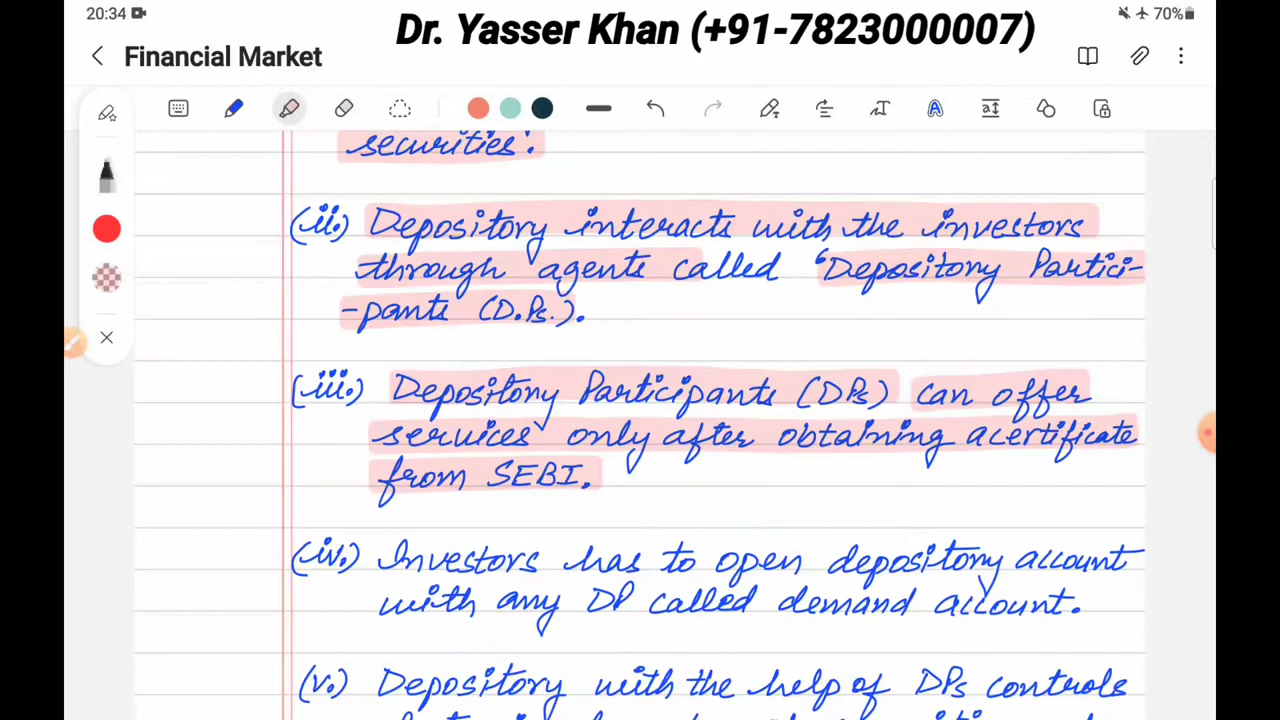 20:34
70%
Dr. Yasser Khan (+91-7823000007)
Financial Market
securities'.
(ii.) Depository interacts with the investors
through agents called 'Depository Partici-
-pants (D.Ps.).
(iii.) Depository Participants (DPs) can offer
services only after obtaining acertificate
from SEBI.
(iv.) Investors has to open depository account
with any DP called demand account.
(v.) Depository with the help of DPs controls